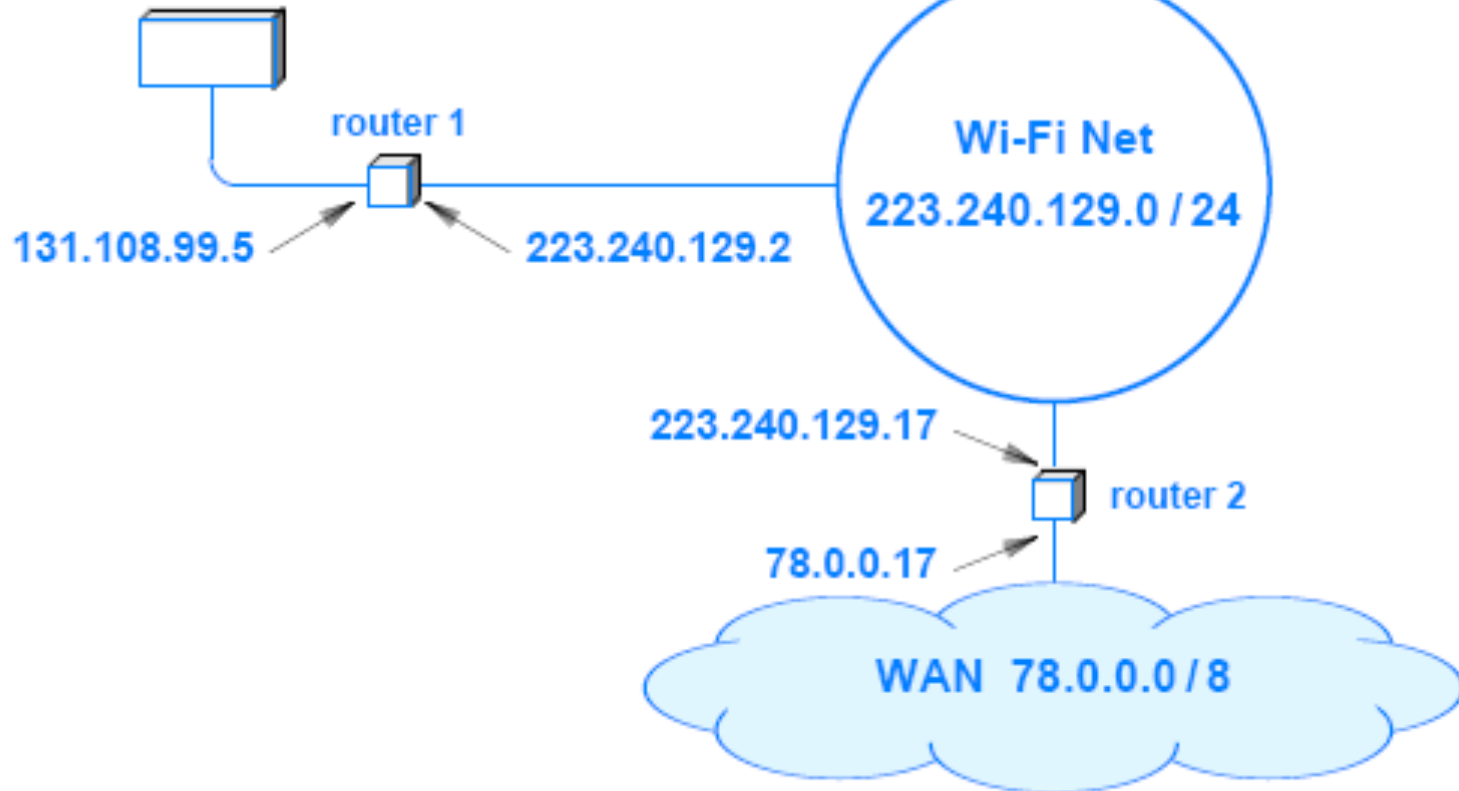 router 1
Wi-Fi Net
223.240.129.0 / 24
131.108.99.5
223.240.129.2
223.240.129.17
router 2
78.0.0.17
WAN 78.0.0.0 / 8